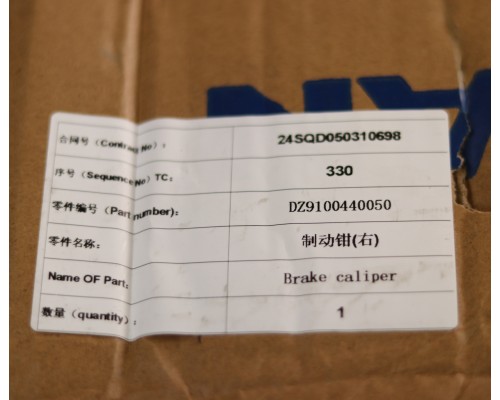 合同号（Contract No）: 24SQD050310698
序号（Sequence No）TC: 330
零件编号（Part number）: DZ9100440050
零件名称: 制动钳(右)
Name OF Part: Brake caliper
数量（quantity）: 1